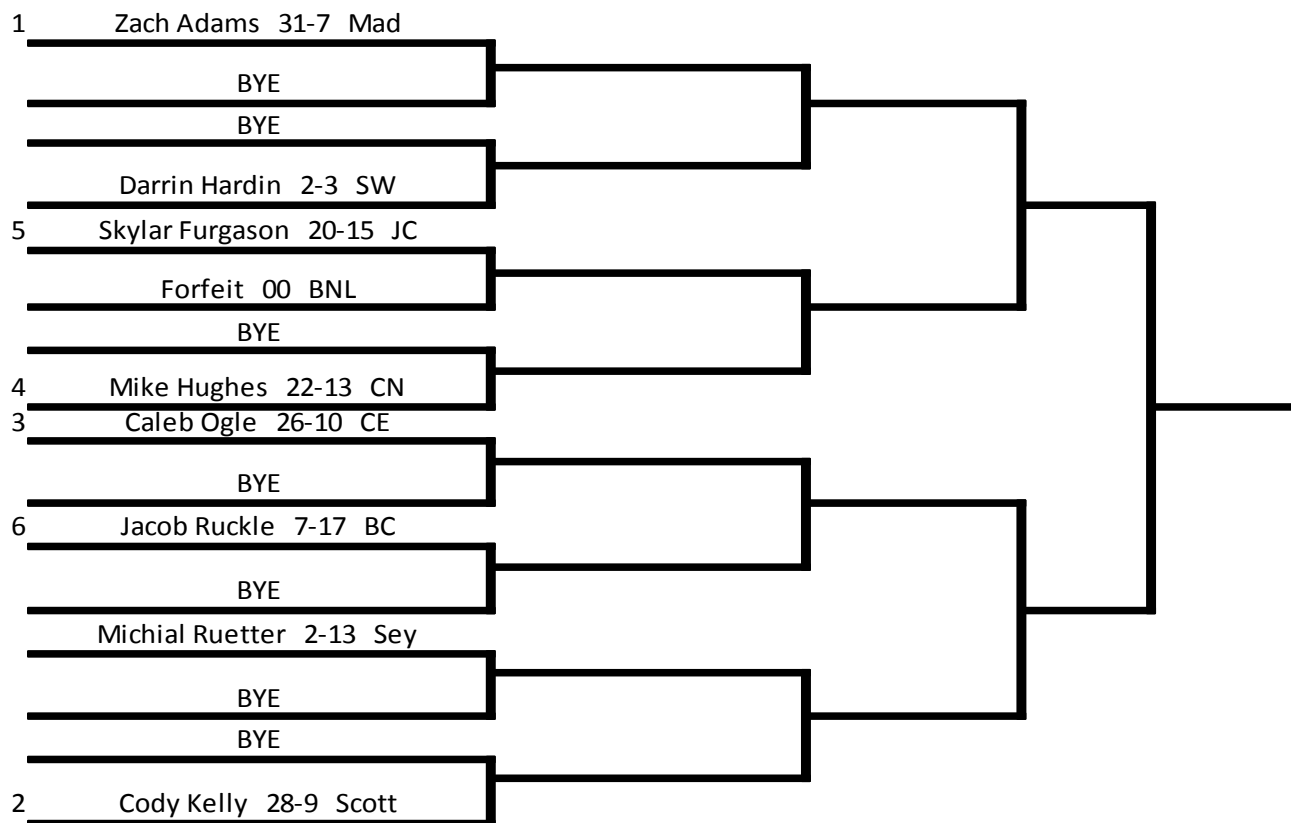 1 Zach Adams 31-7 Mad
BYE
BYE
Darrin Hardin 2-3 SW
5 Skylar Furgason 20-15 JC
Forfeit 00 BNL
BYE
4 Mike Hughes 22-13 CN
3 Caleb Ogle 26-10 CE
BYE
6 Jacob Ruckle 7-17 BC
BYE
Michial Ruetter 2-13 Sey
BYE
BYE
2 Cody Kelly 28-9 Scott